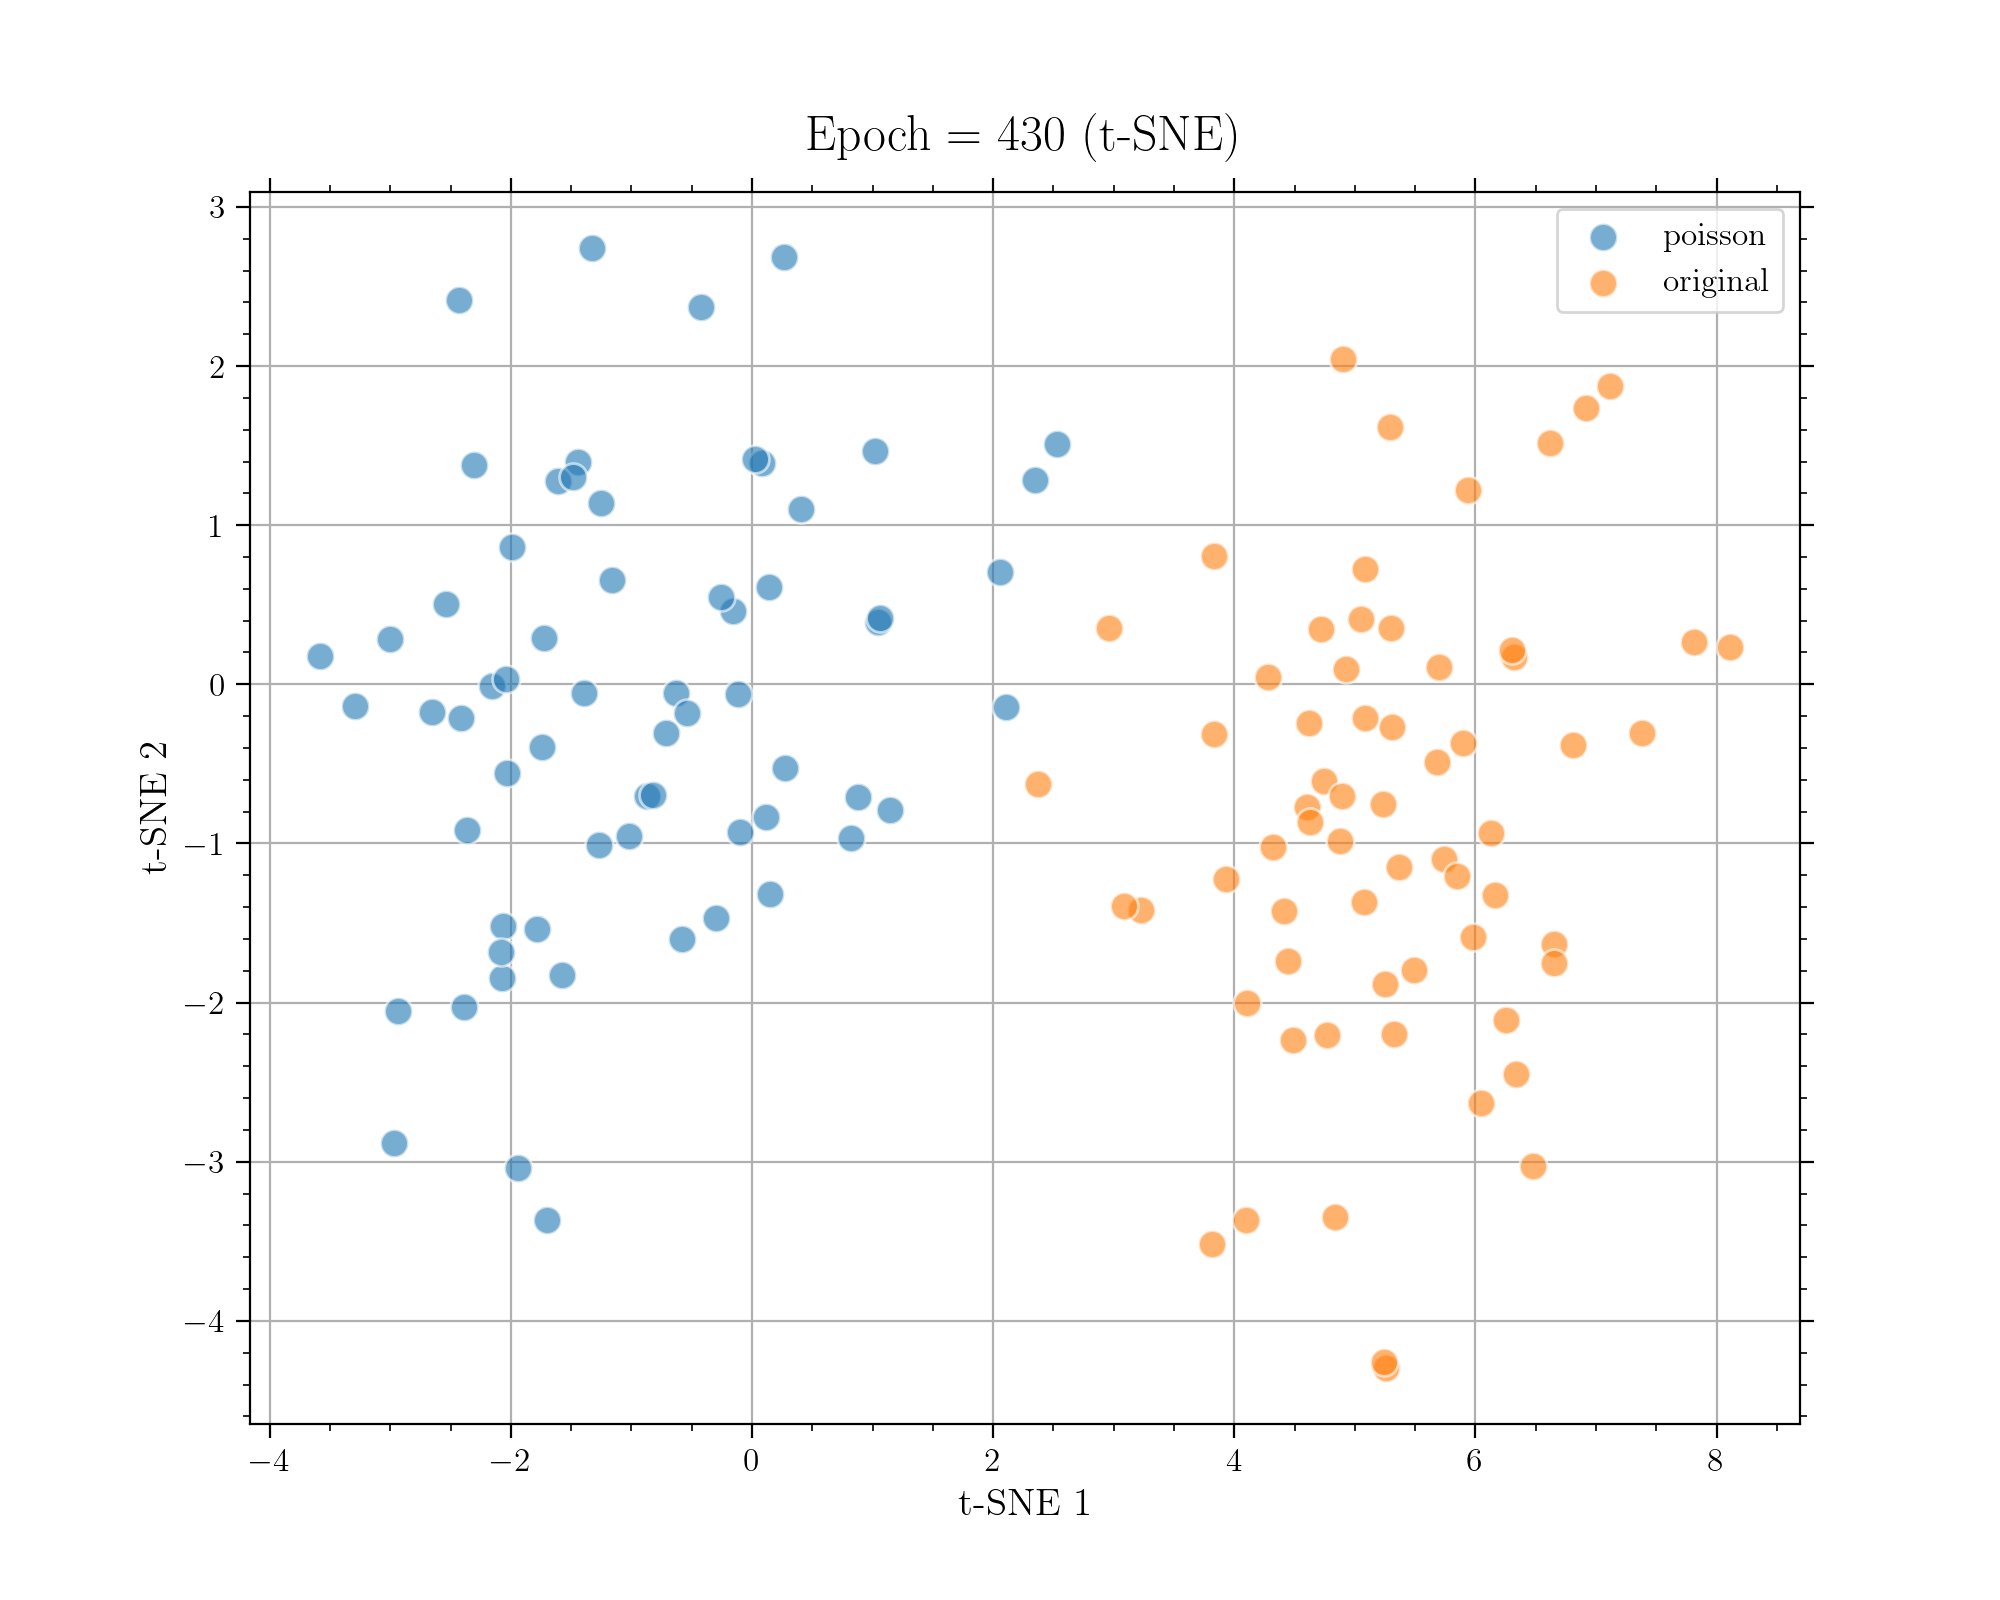 Epoch = 430 (t-SNE)
poisson
original
3
2
1
0
−1
−2
−3
−4
t-SNE 2
−4 −2 0 2 4 6 8
t-SNE 1